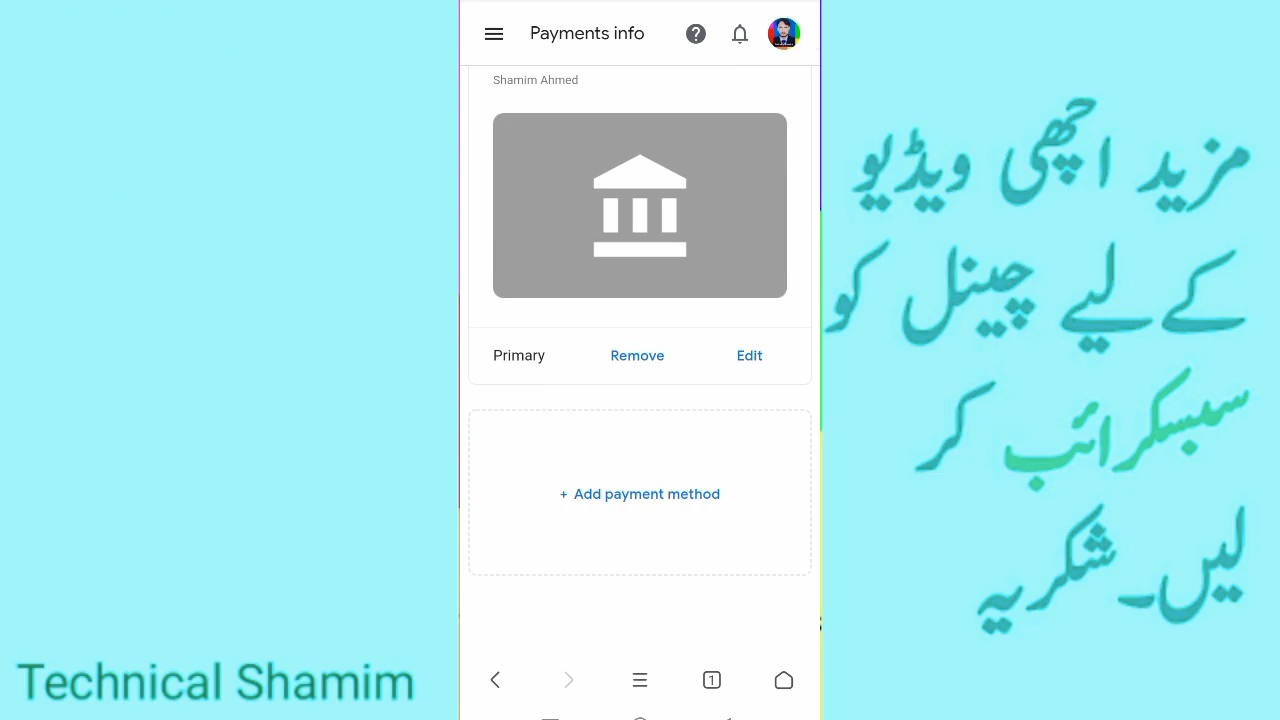 Payments info
Shamim Ahmed
Primary Remove Edit
+ Add payment method
1
مزید اچھی ویڈیو
کے لیے چینل کو
سبسکرائب کر
لیں۔ شکریہ
Technical Shamim